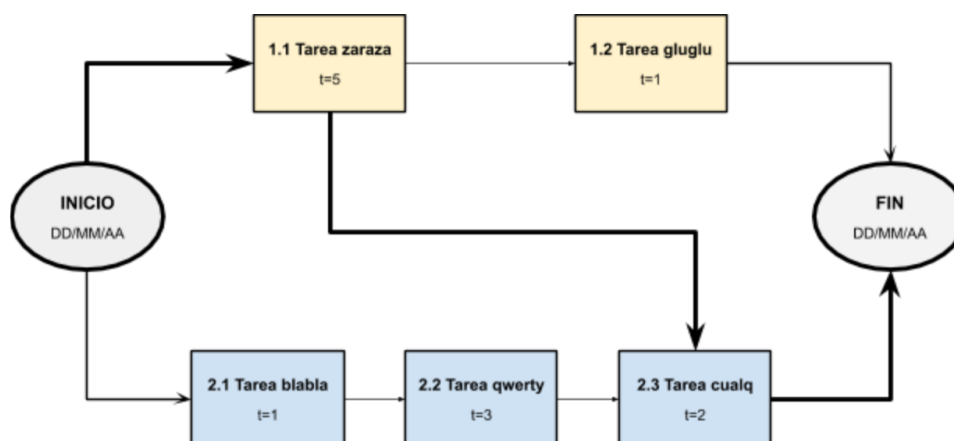 1.1 Tarea zaraza
t=5
1.2 Tarea gluglu
t=1
INICIO
DD/MM/AA
FIN
DD/MM/AA
2.1 Tarea blabla
t=1
2.2 Tarea qwerty
t=3
2.3 Tarea cualq
t=2